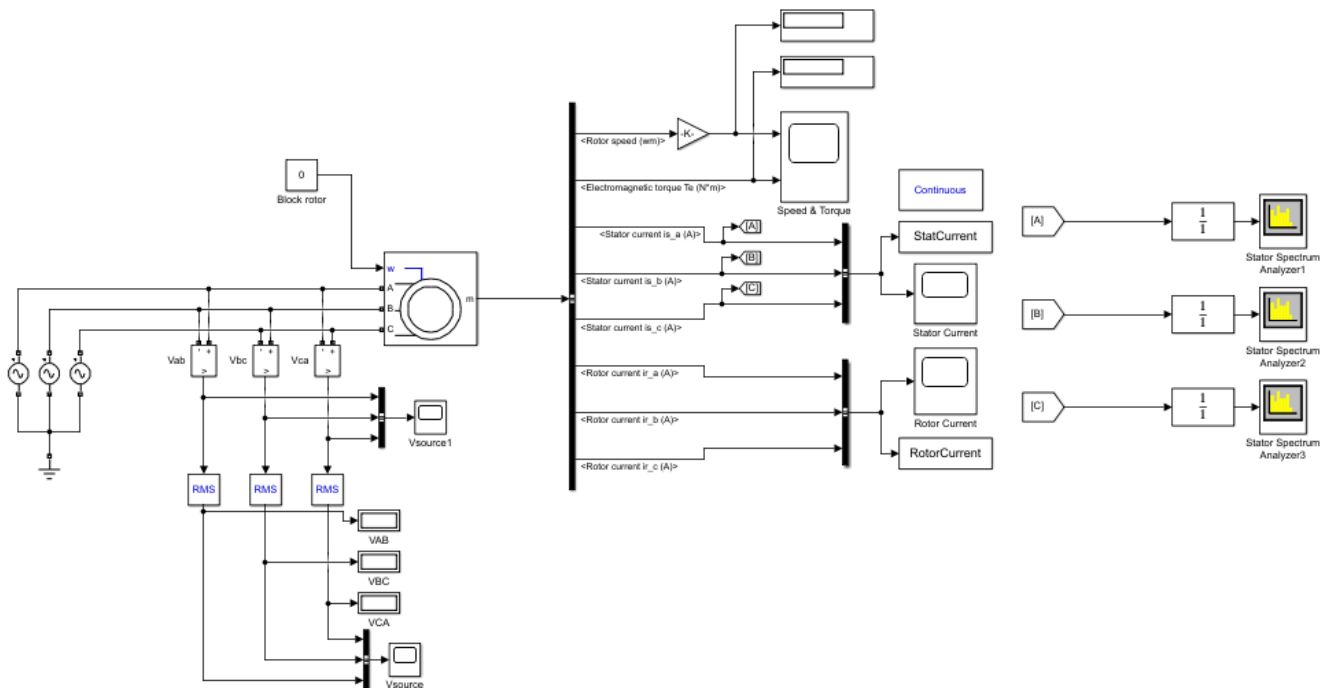 -K-
<Rotor speed (wm)>
0
Block rotor
<Electromagnetic torque Te (N*m)>
Speed & Torque
Continuous
[A]
<Stator current is_a (A)>
StatCurrent
[A]
1
1
Stator Spectrum
Analyzer1
w
A
B
C
m
[B]
<Stator current is_b (A)>
[C]
<Stator current is_c (A)>
Stator Current
[B]
1
1
Stator Spectrum
Analyzer2
Vab
Vbc
Vca
- +
- +
- +
v
v
v
<Rotor current ir_a (A)>
<Rotor current ir_b (A)>
<Rotor current ir_c (A)>
Rotor Current
RotorCurrent
[C]
1
1
Stator Spectrum
Analyzer3
Vsource1
RMS
RMS
RMS
VAB
VBC
VCA
Vsource